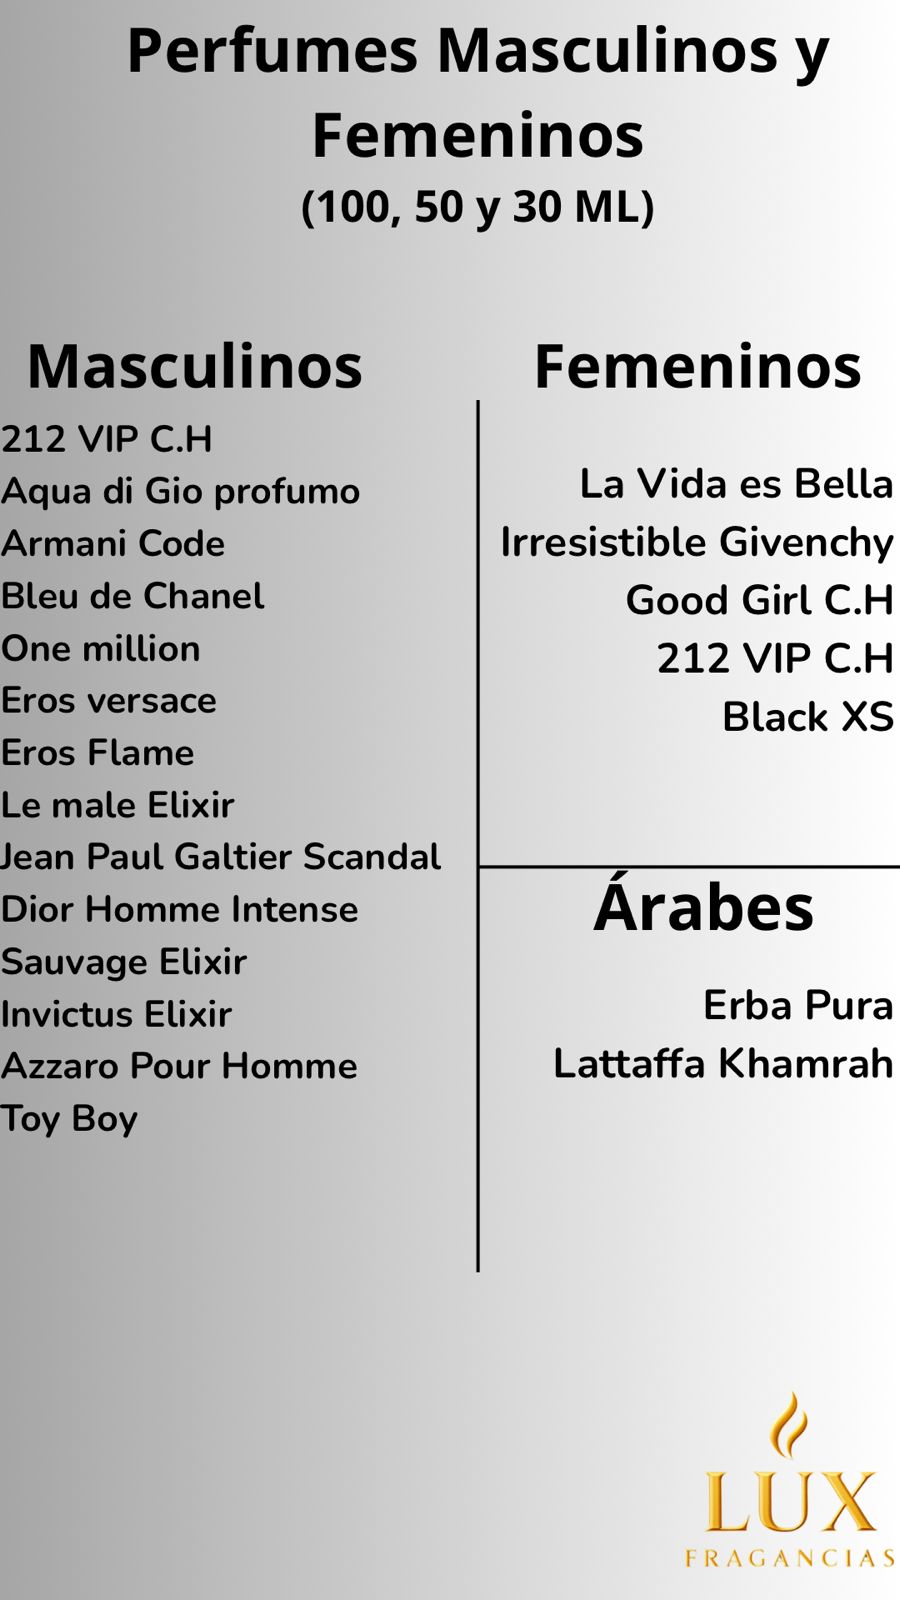 Perfumes Masculinos y
Femeninos
(100, 50 y 30 ML)
Masculinos
212 VIP C.H
Aqua di Gio profumo
Armani Code
Bleu de Chanel
One million
Eros versace
Eros Flame
Le male Elixir
Jean Paul Galtier Scandal
Dior Homme Intense
Sauvage Elixir
Invictus Elixir
Azzaro Pour Homme
Toy Boy
Femeninos
La Vida es Bella
Irresistible Givenchy
Good Girl C.H
212 VIP C.H
Black XS
Árabes
Erba Pura
Lattaffa Khamrah
LUX
FRAGANCIAS